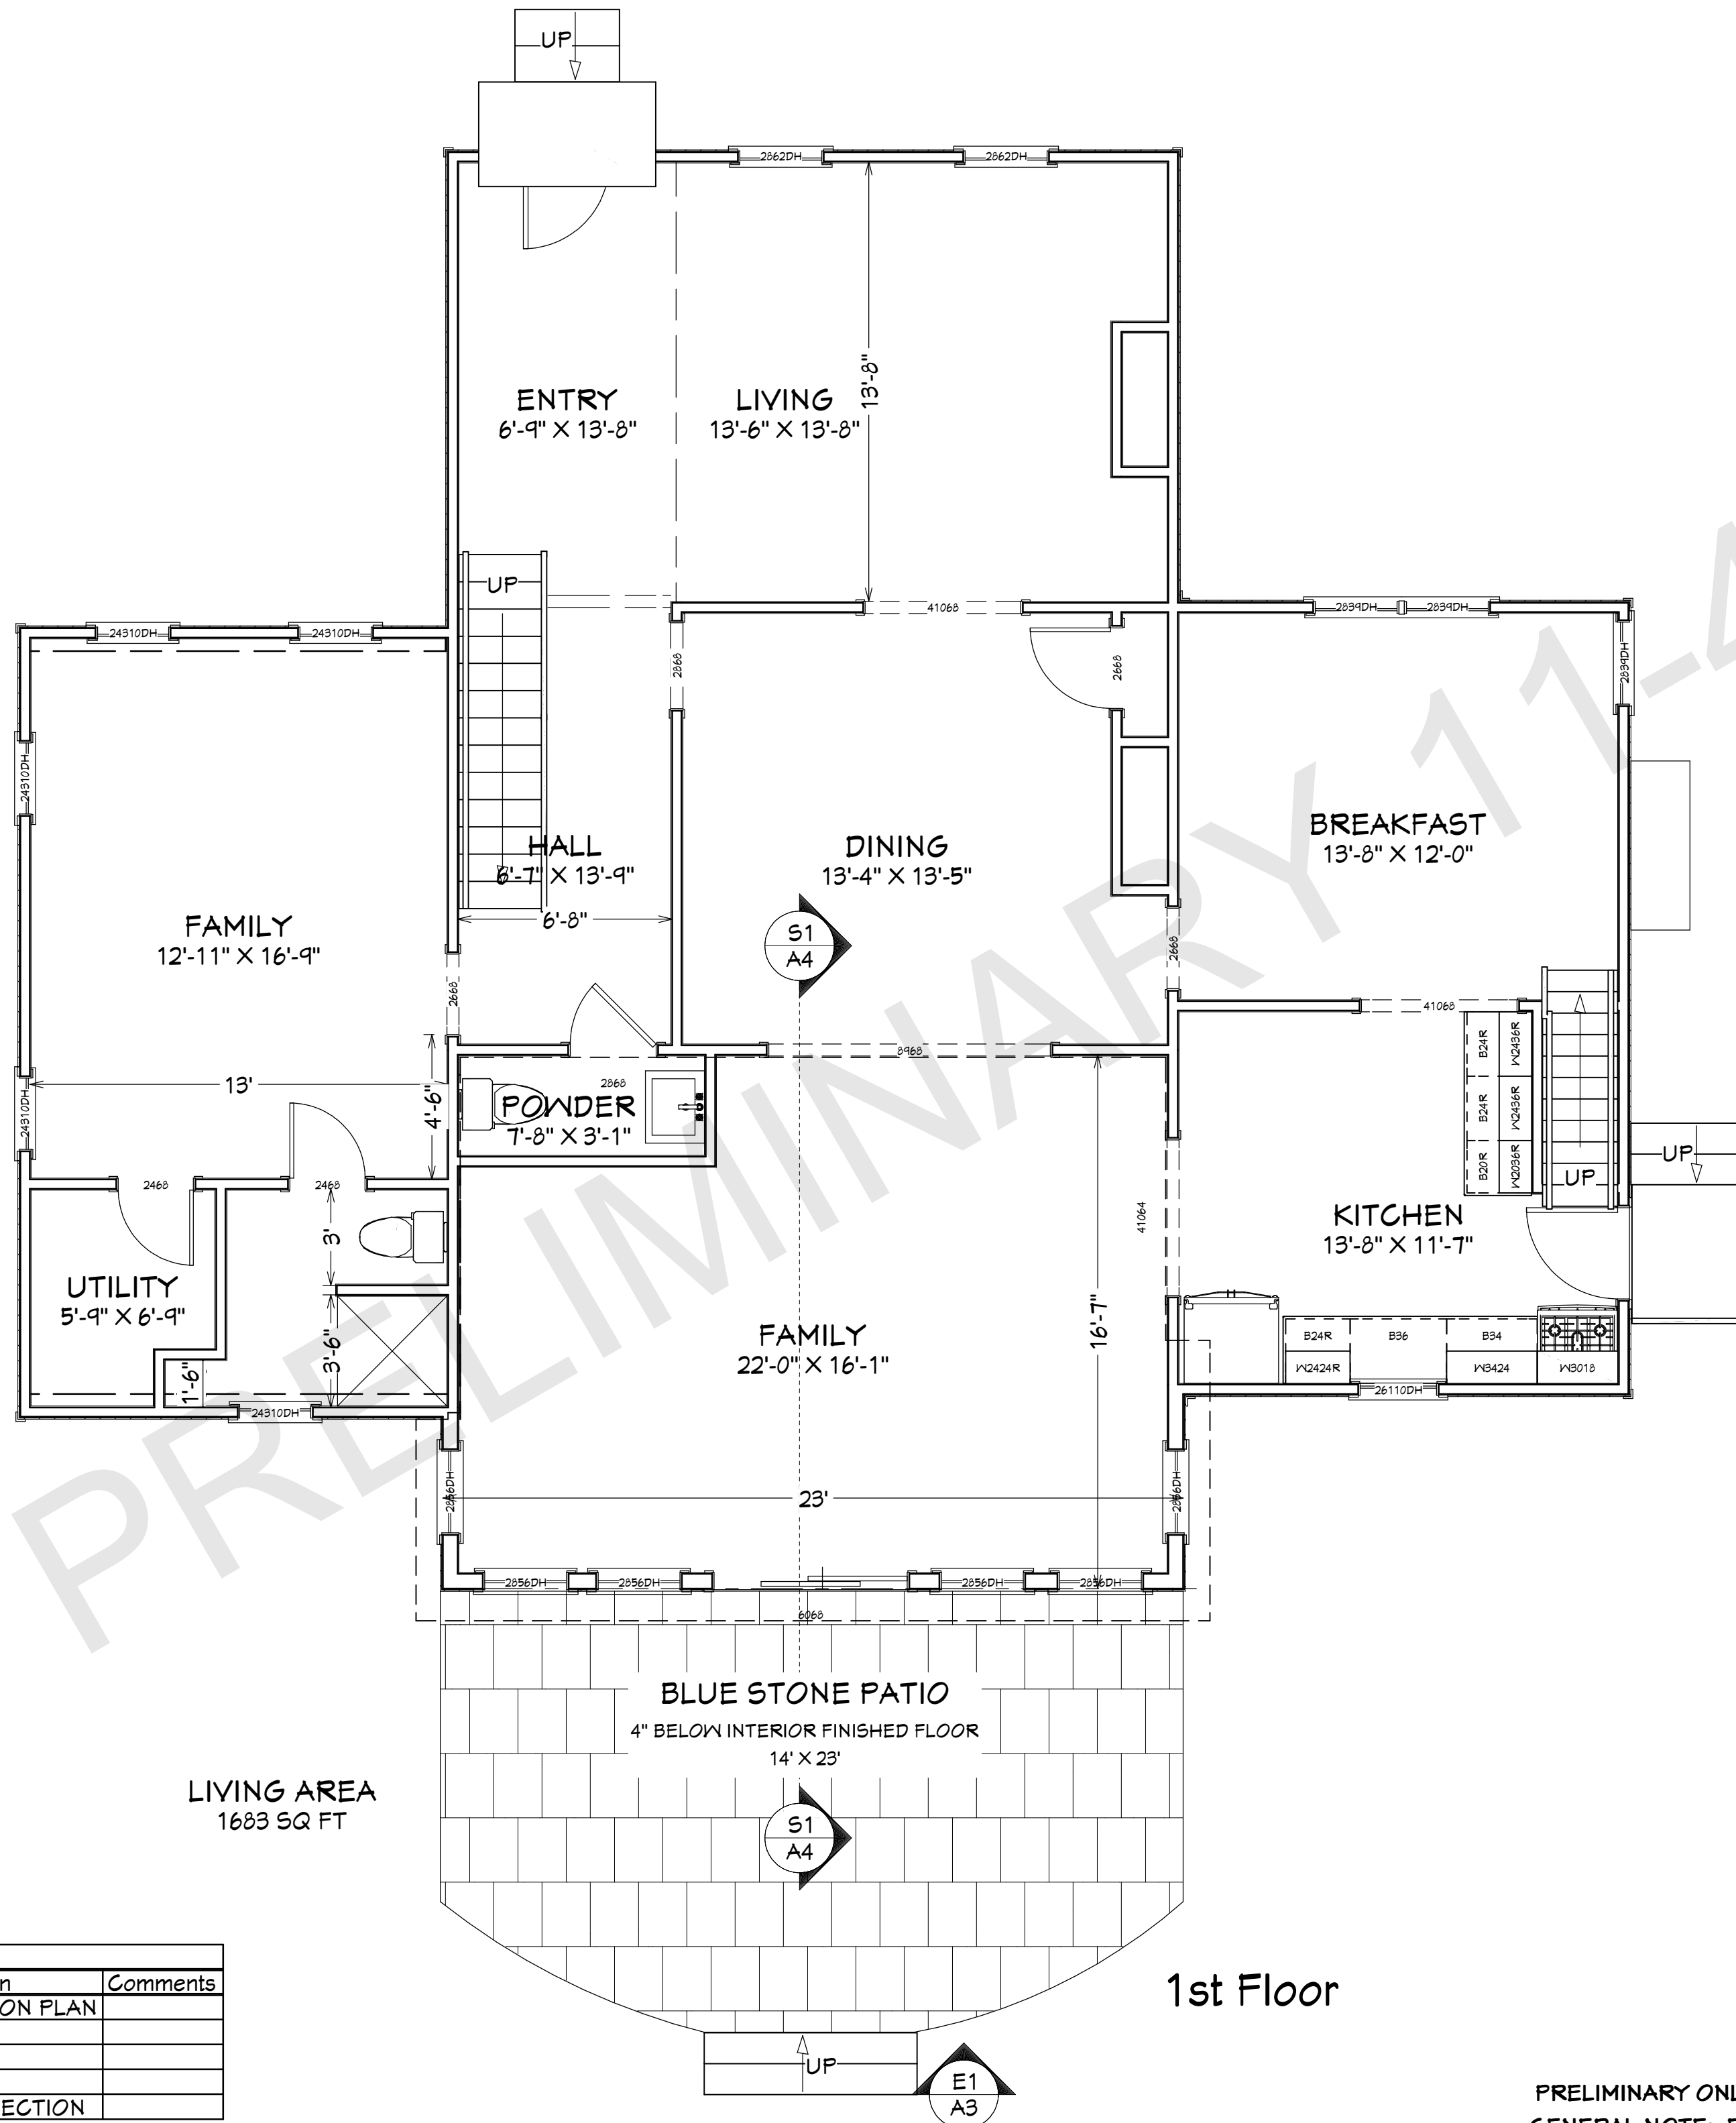 UP
2862DH
2862DH
ENTRY
6'-9" X 13'-8"
LIVING
13'-6" X 13'-8"
13'-8"
UP
41068
2839DH
2839DH
24310DH
24310DH
2868
2668
2839DH
24310DH
HALL
6'-7" X 13'-9"
6'-8"
DINING
13'-4" X 13'-5"
BREAKFAST
13'-8" X 12'-0"
FAMILY
12'-11" X 16'-9"
S1
A4
2668
2668
41068
8968
13'
4'-6"
24310DH
2868
POWDER
7'-8" X 3'-1"
B24R
W2436R
B24R
W2436R
B20R
W2036R
UP
UP
2468
2468
3'
41064
KITCHEN
13'-8" X 11'-7"
UTILITY
5'-9" X 6'-9"
3'-6"
1'-6"
FAMILY
22'-0" X 16'-1"
16'-7"
B24R
B36
B34
W2424R
W3424
W3018
26110DH
24310DH
2856DH
23'
2856DH
2856DH
2856DH
2856DH
2856DH
6068
BLUE STONE PATIO
4" BELOW INTERIOR FINISHED FLOOR
14' X 23'
LIVING AREA
1683 SQ FT
S1
A4
1st Floor
UP
E1
A3
n
Comments
ON PLAN
ECTION
PRELIMINARY 11-4
PRELIMINARY ONL
GENERAL NOTE: